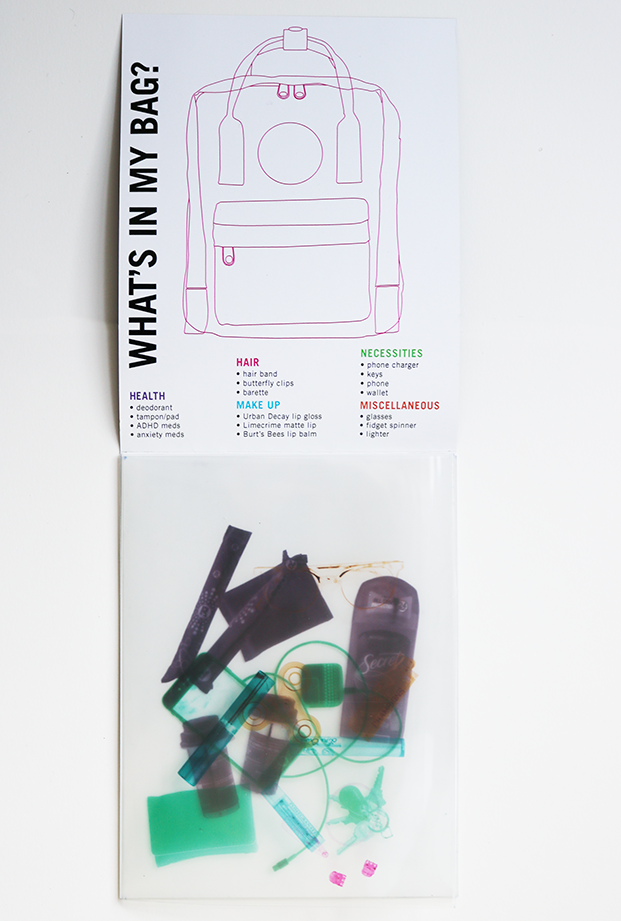 WHAT'S IN MY BAG?
HEALTH
• deodorant
• tampon/pad
• ADHD meds
• anxiety meds
HAIR
• hair band
• butterfly clips
• barette
MAKE UP
• Urban Decay lip gloss
• Limecrime matte lip
• Burt's Bees lip balm
NECESSITIES
• phone charger
• keys
• phone
• wallet
MISCELLANEOUS
• glasses
• fidget spinner
• lighter
Secret